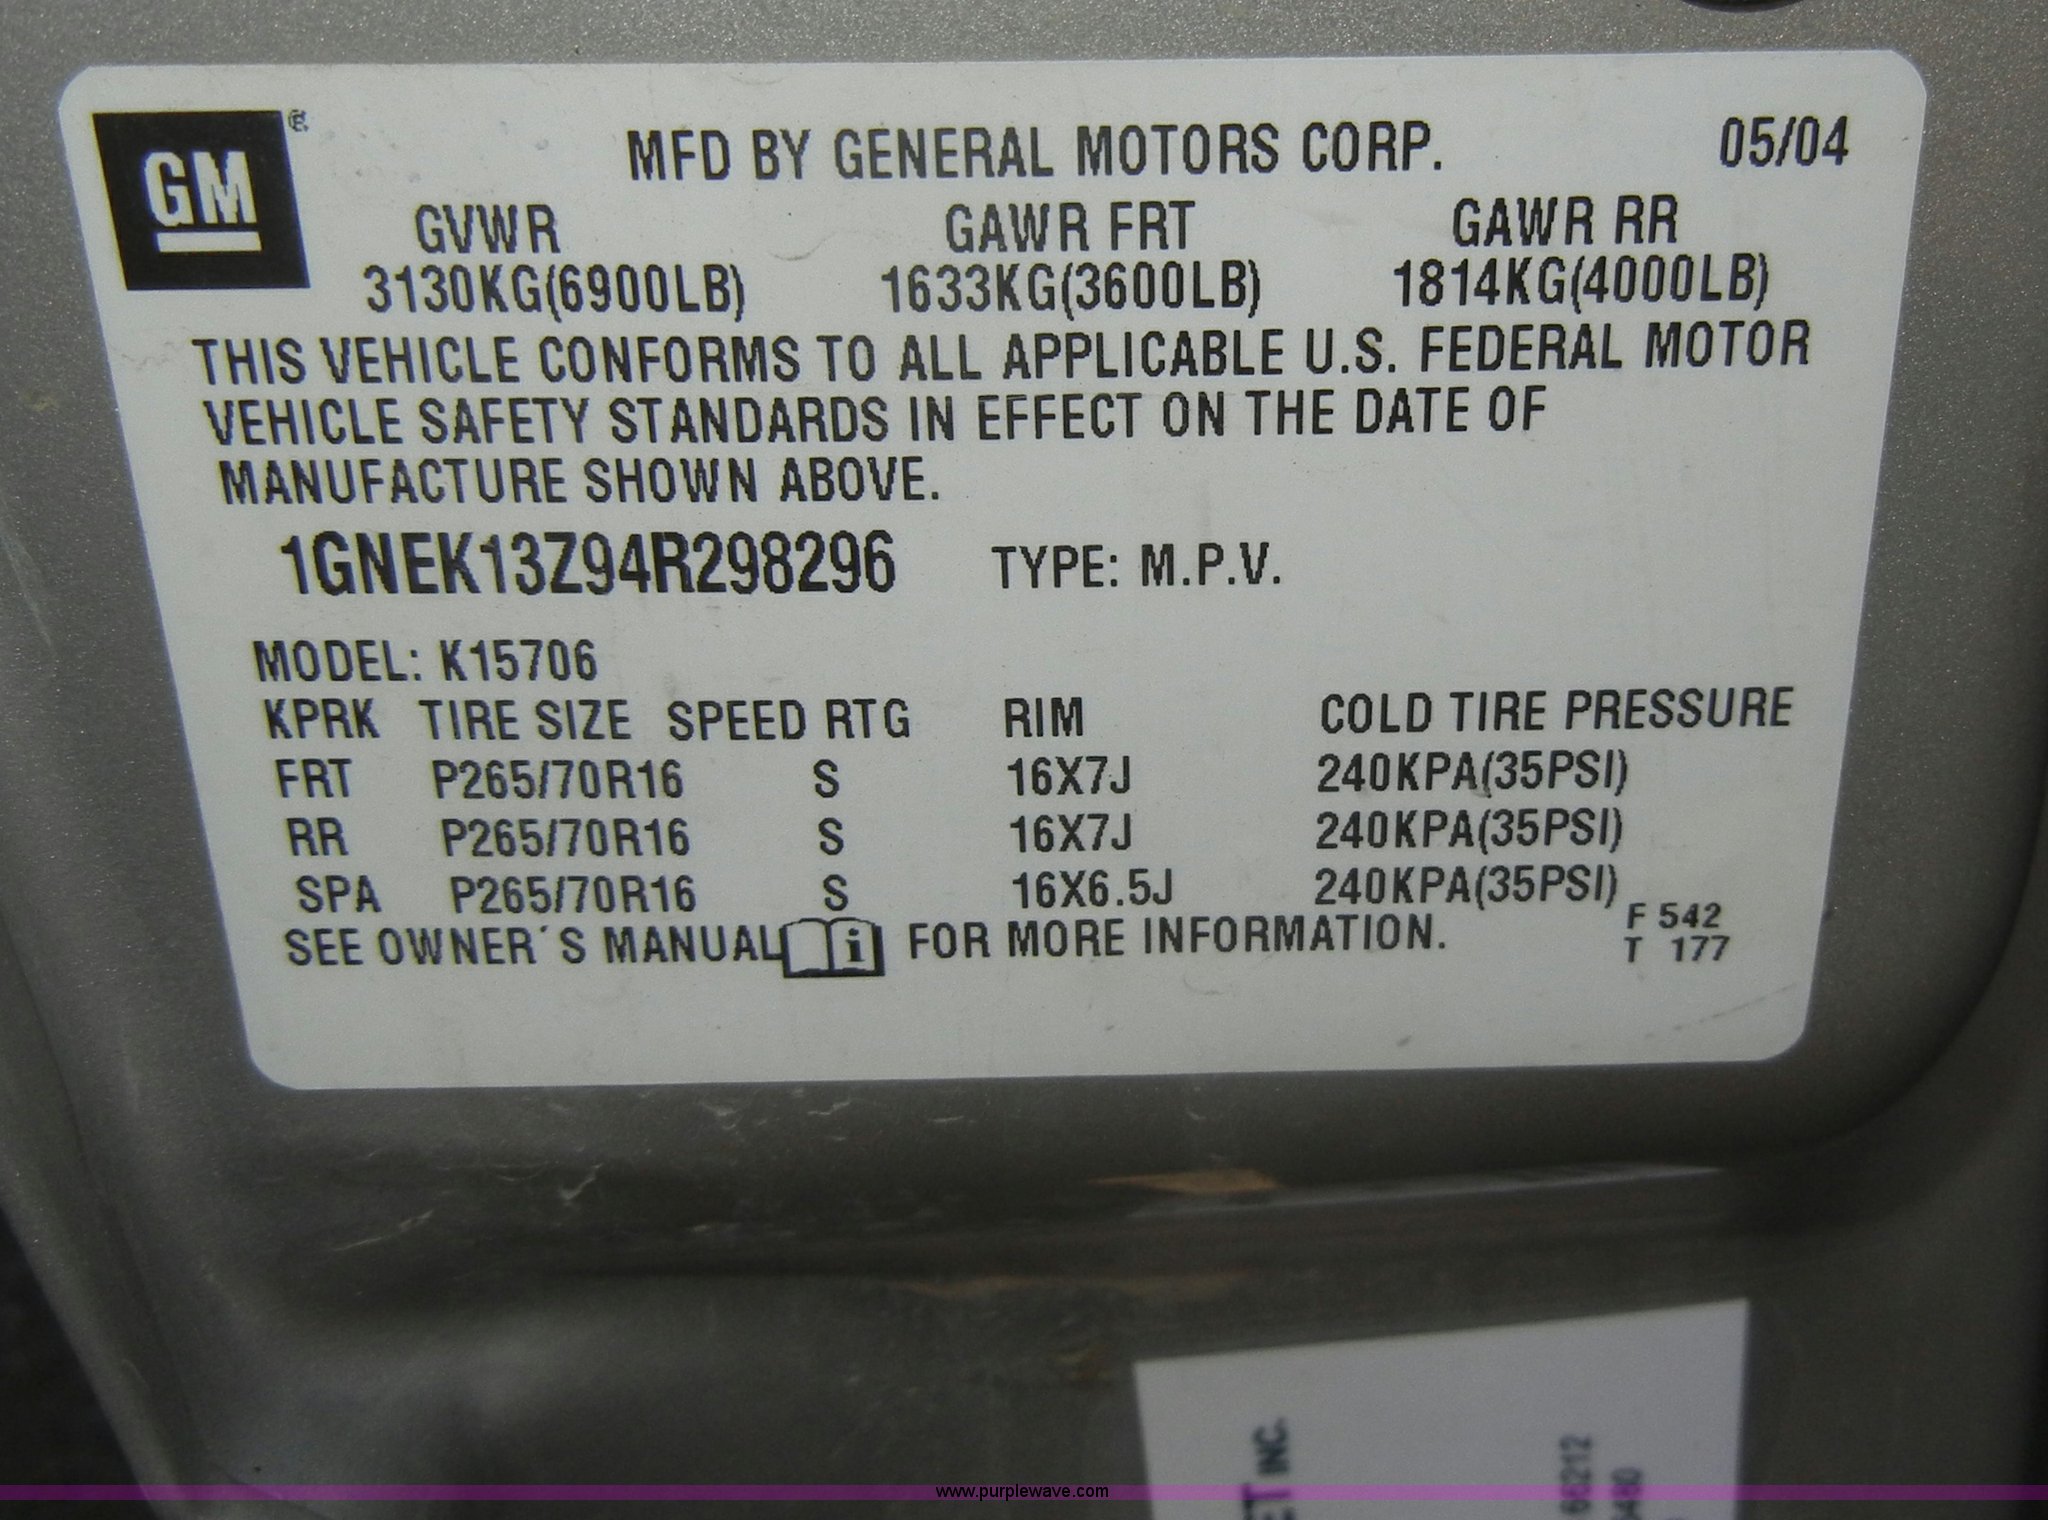 GM ®
MFD BY GENERAL MOTORS CORP. 05/04
GVWR GAWR FRT GAWR RR
3130KG(6900LB) 1633KG(3600LB) 1814KG(4000LB)
THIS VEHICLE CONFORMS TO ALL APPLICABLE U.S. FEDERAL MOTOR
VEHICLE SAFETY STANDARDS IN EFFECT ON THE DATE OF
MANUFACTURE SHOWN ABOVE.
1GNEK13Z94R298296 TYPE: M.P.V.
MODEL: K15706
KPRK TIRE SIZE SPEED RTG RIM COLD TIRE PRESSURE
FRT P265/70R16 S 16X7J 240KPA(35PSI)
RR P265/70R16 S 16X7J 240KPA(35PSI)
SPA P265/70R16 S 16X6.5J 240KPA(35PSI)
SEE OWNER´S MANUAL i FOR MORE INFORMATION.
F 542
T 177
INC.
66212
www.purplewave.com